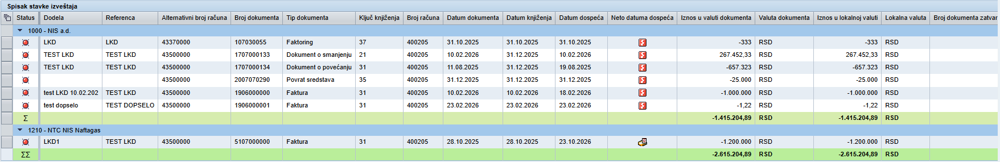 Spisak stavke izveštaja
Status Dodela Referenca Alternativni broj računa Broj dokumenta Tip dokumenta Ključ knjiženja Broj računa Datum dokumenta Datum knjiženja Datum dospeća Neto datuma dospeća Iznos u valuti dokumenta Valuta dokumenta Iznos u lokalnoj valuti Lokalna valuta Broj dokumenta zatvar
1000 - NIS a.d.
LKD LKD 43370000 107030055 Faktoring 37 400205 31.10.2025 31.10.2025 31.10.2025 -333 RSD -333 RSD
TEST LKD TEST LKD 43500000 1707000133 Dokument o smanjenju 21 400205 10.02.2026 31.12.2025 10.02.2026 267.452,33 RSD 267.452,33 RSD
TEST LKD TEST LKD 43500000 1707000134 Dokument o povećanju 31 400205 11.08.2025 31.12.2025 19.08.2025 -657.323 RSD -657.323 RSD
43500000 2007070290 Povrat sredstava 35 400205 31.12.2025 31.12.2025 31.12.2025 -25.000 RSD -25.000 RSD
test LKD 10.02.202 TEST LKD 43500000 1906000000 Faktura 31 400205 10.02.2026 10.02.2026 18.02.2026 -1.000.000 RSD -1.000.000 RSD
test dopselo TEST DOPSELO 43500000 1906000001 Faktura 31 400205 23.02.2026 23.02.2026 23.02.2026 -1,22 RSD -1,22 RSD
Σ -1.415.204,89 RSD -1.415.204,89 RSD
1210 - NTC NIS Naftagas
LKD1 TEST LKD 43500000 5107000000 Faktura 31 400205 28.10.2025 28.10.2025 23.10.2026 -1.200.000 RSD -1.200.000 RSD
ΣΣ -2.615.204,89 RSD -2.615.204,89 RSD